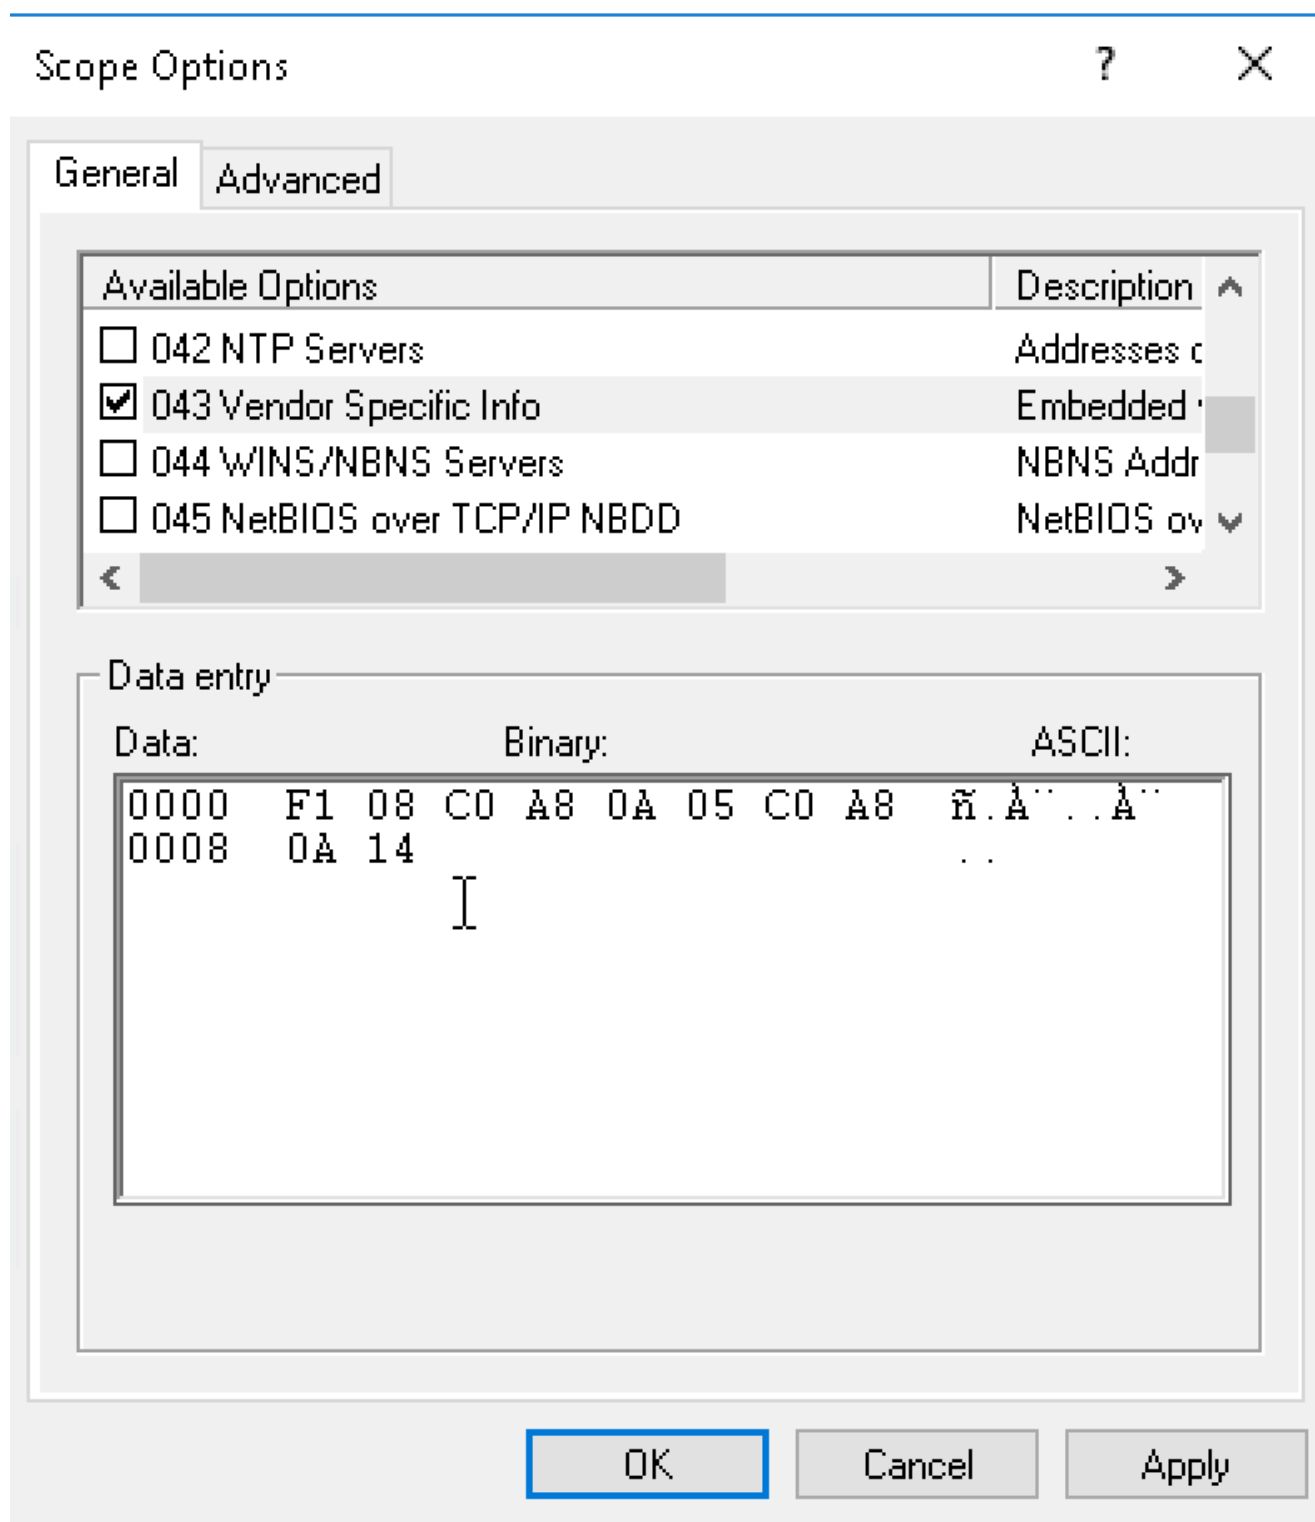 Scope Options ?
General Advanced
Available Options Description
042 NTP Servers Addresses
043 Vendor Specific Info Embedded
044 WINS/NBNS Servers NBNS Addr
045 NetBIOS over TCP/IP NBDD NetBIOS ov
Data entry
Data: Binary: ASCII:
0000 F1 08 C0 A8 0A 05 C0 A8 ñ.À¨..À¨
0008 0A 14 ..
OK Cancel Apply